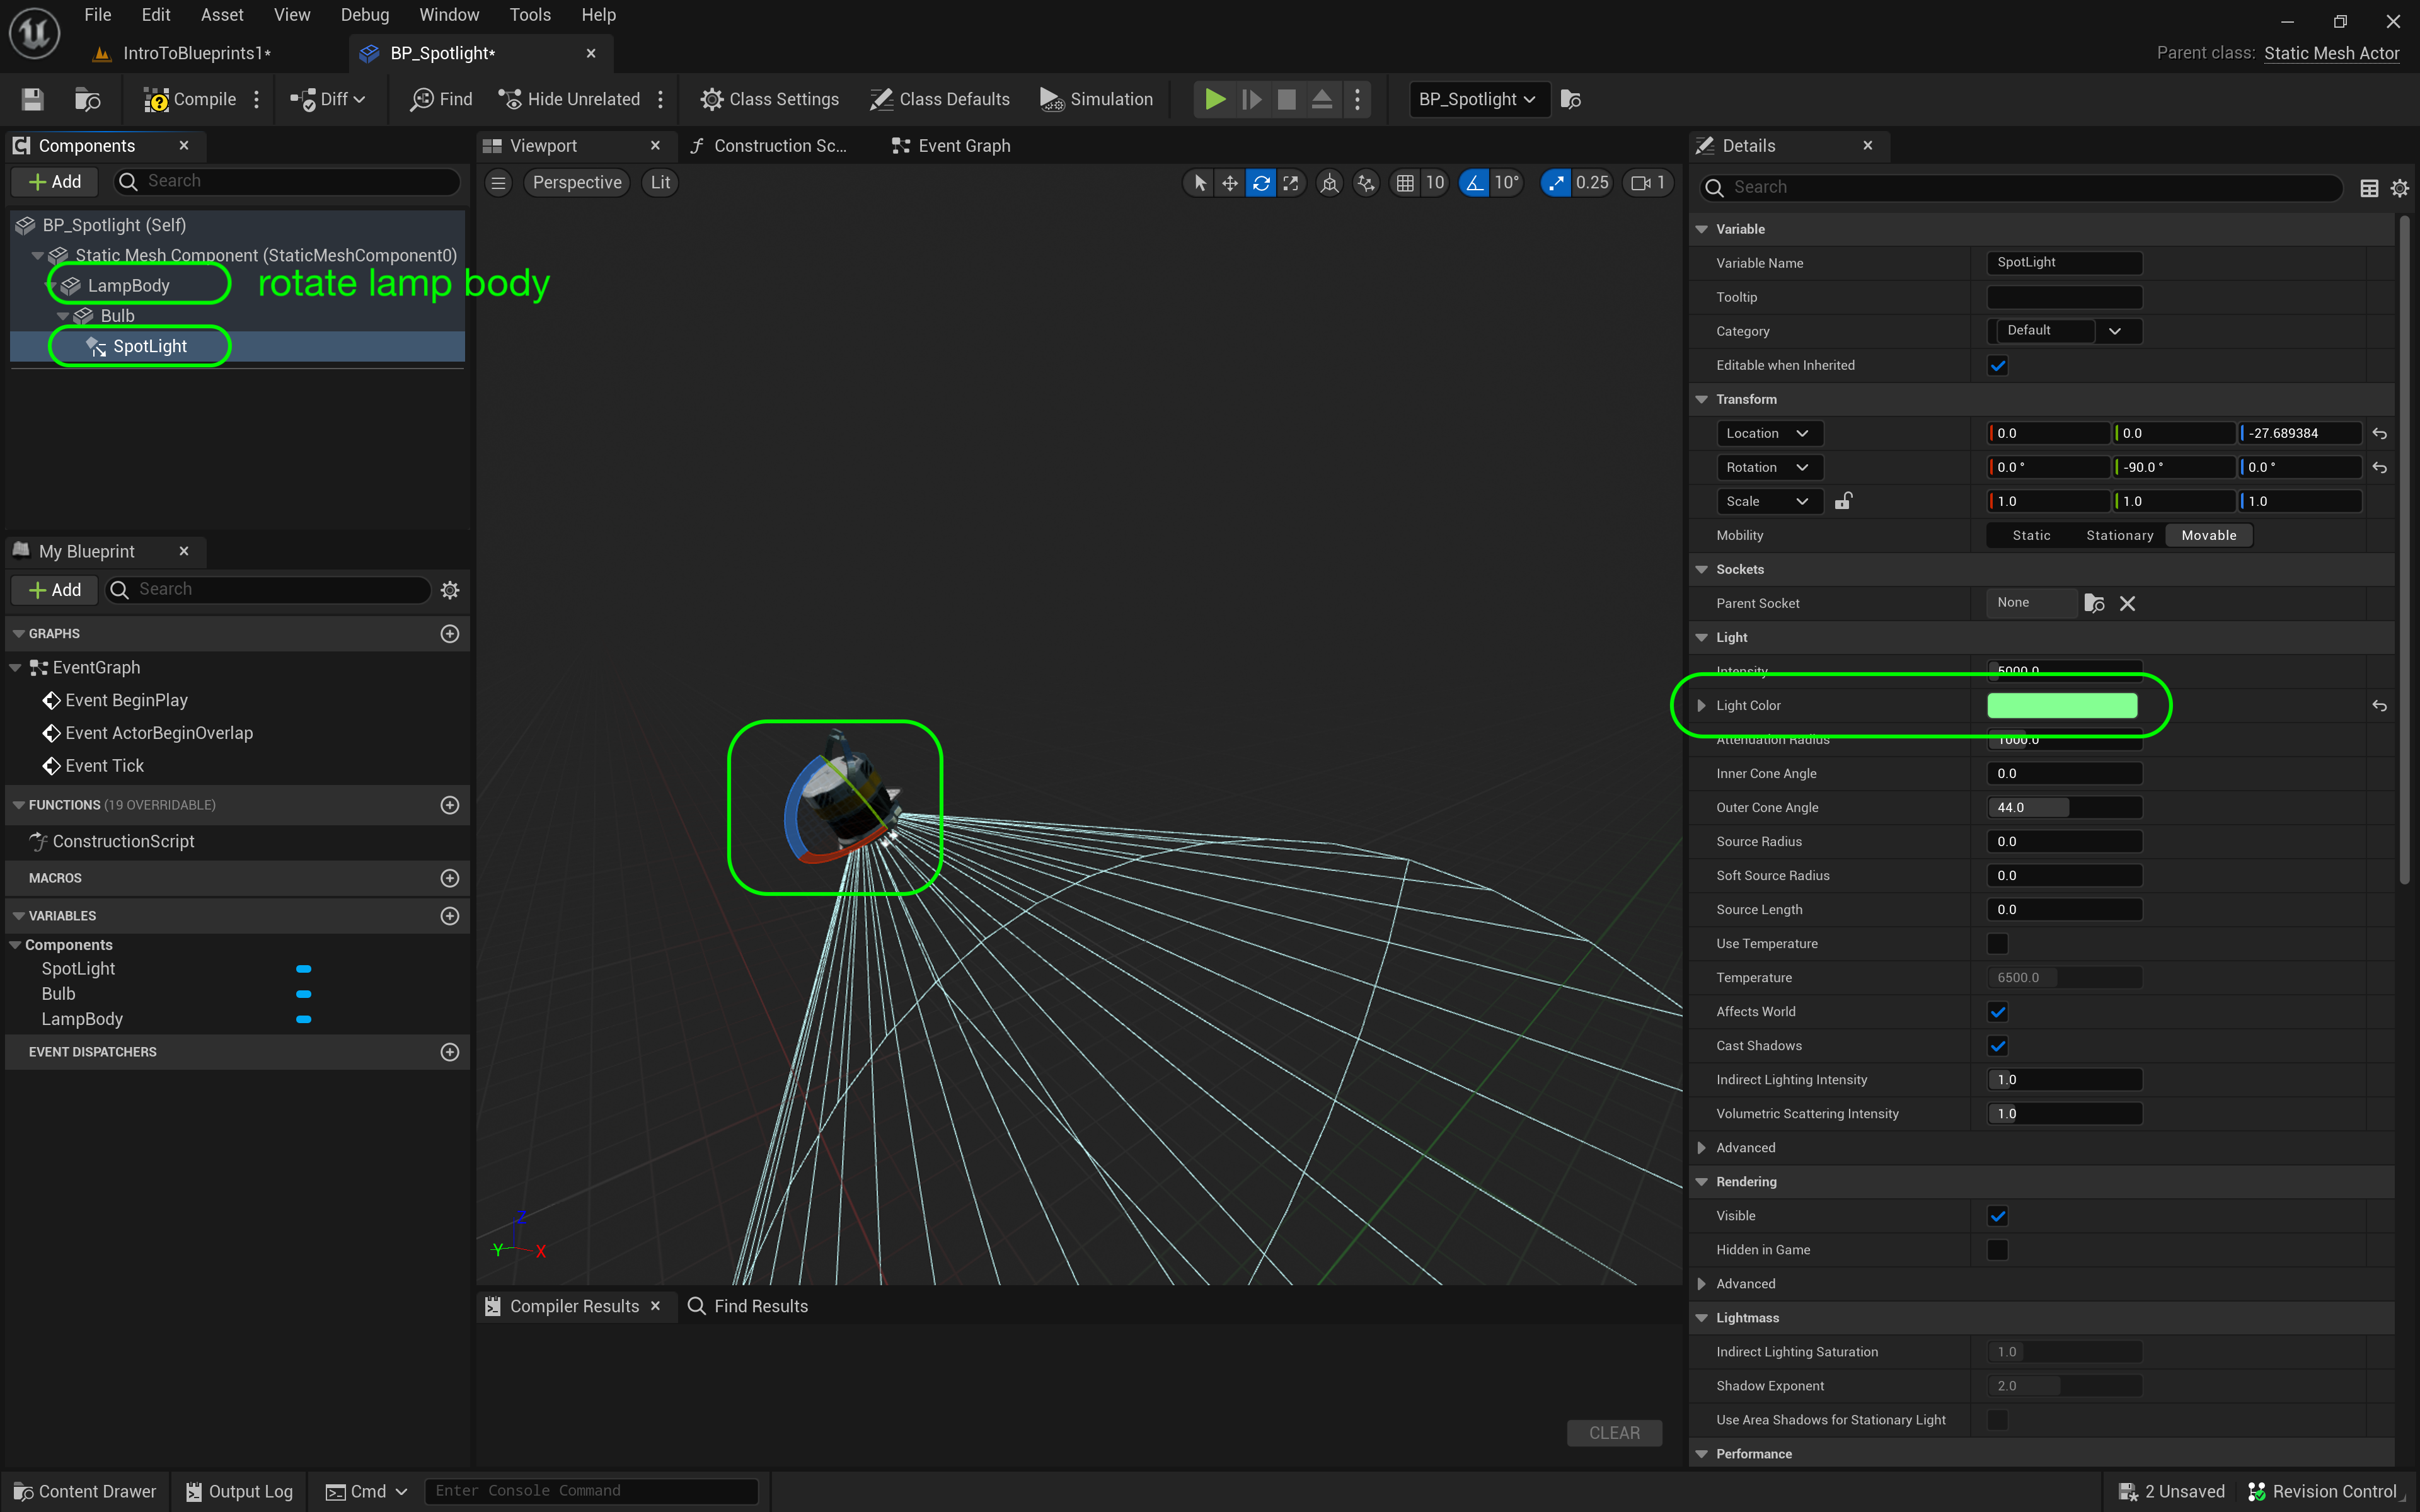 File Edit Asset View Debug Window Tools Help
IntroToBlueprints1*
BP_Spotlight*
Parent class: Static Mesh Actor
Compile
Diff
Find
Hide Unrelated
Class Settings
Class Defaults
Simulation
BP_Spotlight
Components
Add
Search
BP_Spotlight (Self)
Static Mesh Component (StaticMeshComponent0)
LampBody
rotate lamp body
Bulb
SpotLight
My Blueprint
Add
Search
GRAPHS
EventGraph
Event BeginPlay
Event ActorBeginOverlap
Event Tick
FUNCTIONS (19 OVERRIDABLE)
ConstructionScript
MACROS
VARIABLES
Components
SpotLight
Bulb
LampBody
EVENT DISPATCHERS
Viewport
Construction Sc...
Event Graph
Perspective
Lit
10
10°
0.25
1
Z
Y
X
Compiler Results
Find Results
CLEAR
Details
Search
Variable
Variable Name SpotLight
Tooltip
Category Default
Editable when Inherited
Transform
Location 0.0 0.0 -27.689384
Rotation 0.0 ° -90.0 ° 0.0 °
Scale 1.0 1.0 1.0
Mobility Static Stationary Movable
Sockets
Parent Socket None
Light
Intensity 5000.0
Light Color
Attenuation Radius 1000.0
Inner Cone Angle 0.0
Outer Cone Angle 44.0
Source Radius 0.0
Soft Source Radius 0.0
Source Length 0.0
Use Temperature
Temperature 6500.0
Affects World
Cast Shadows
Indirect Lighting Intensity 1.0
Volumetric Scattering Intensity 1.0
Advanced
Rendering
Visible
Hidden in Game
Advanced
Lightmass
Indirect Lighting Saturation 1.0
Shadow Exponent 2.0
Use Area Shadows for Stationary Light
Performance
Content Drawer
Output Log
Cmd
Enter Console Command
2 Unsaved
Revision Control